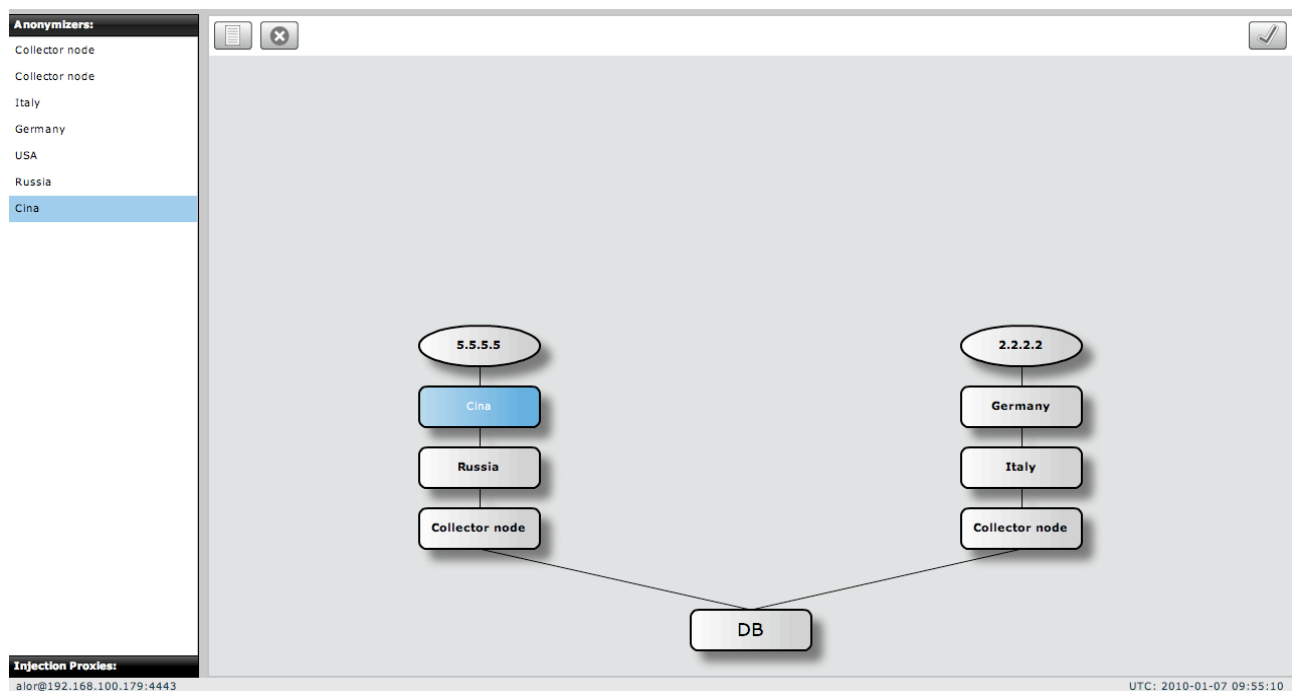 Anonymizers:
Collector node
Collector node
Italy
Germany
USA
Russia
Cina
5.5.5.5
2.2.2.2
Cina
Germany
Russia
Italy
Collector node
Collector node
DB
Injection Proxies:
alor@192.168.100.179:4443
UTC: 2010-01-07 09:55:10